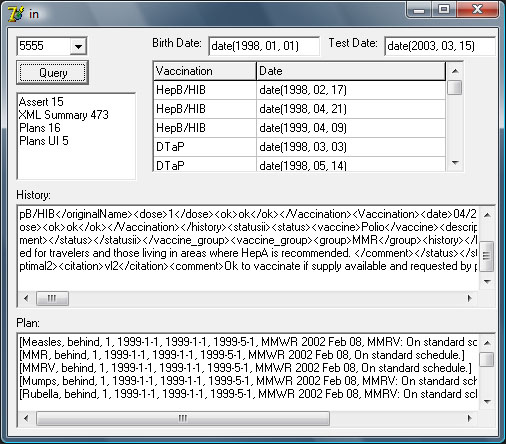 in
5555
Birth Date:
date(1998, 01, 01)
Test Date:
date(2003, 03, 15)
Query
Assert 15
XML Summary 473
Plans 16
Plans UI 5
Vaccination Date
HepB/HIB date(1998, 02, 17)
HepB/HIB date(1998, 04, 21)
HepB/HIB date(1999, 04, 09)
DTaP date(1998, 03, 03)
DTaP date(1998, 05, 14)
History:
pB/HIB</originalName><dose>1</dose><ok>ok</ok></Vaccination><Vaccination><date>04/2
ose><ok>ok</ok></Vaccination></history><statusii><status><vaccine>Polio</vaccine><descrip
ment></status></statusii></vaccine_group><vaccine_group><group>MMR</group><history></
ed for travelers and those living in areas where HepA is recommended. </comment></status></st
ptimal2><citation>vl2</citation><comment>Ok to vaccinate if supply available and requested by p
Plan:
[Measles, behind, 1, 1999-1-1, 1999-1-1, 1999-5-1, MMWR 2002 Feb 08, MMRV: On standard sc
[MMR, behind, 1, 1999-1-1, 1999-1-1, 1999-5-1, MMWR 2002 Feb 08, On standard schedule.]
[MMRV, behind, 1, 1999-1-1, 1999-1-1, 1999-5-1, MMWR 2002 Feb 08, On standard schedule.]
[Mumps, behind, 1, 1999-1-1, 1999-1-1, 1999-5-1, MMWR 2002 Feb 08, MMRV: On standard sch
[Rubella, behind, 1, 1999-1-1, 1999-1-1, 1999-5-1, MMWR 2002 Feb 08, MMRV: On standard sch